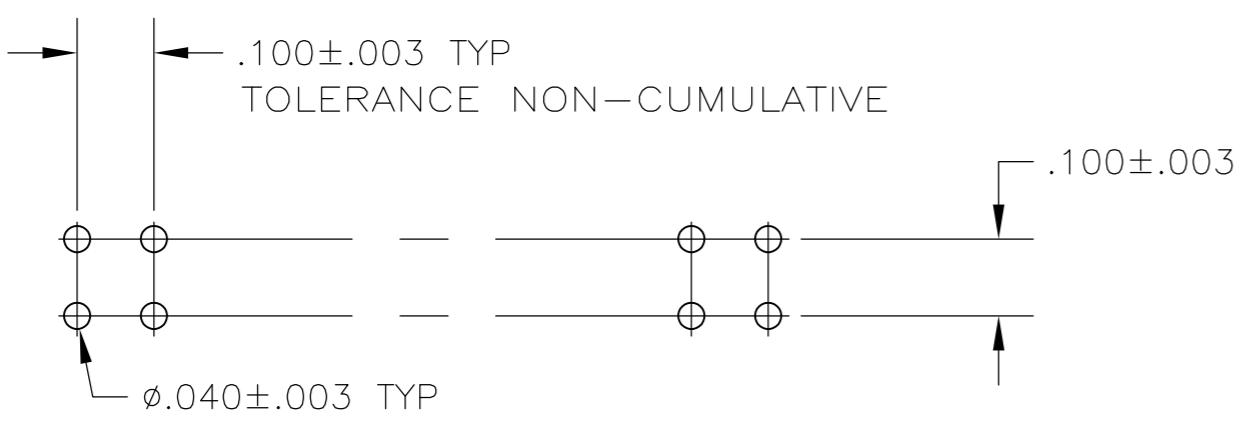 .100±.003 TYP
TOLERANCE NON-CUMULATIVE
.100±.003
⌀.040±.003 TYP